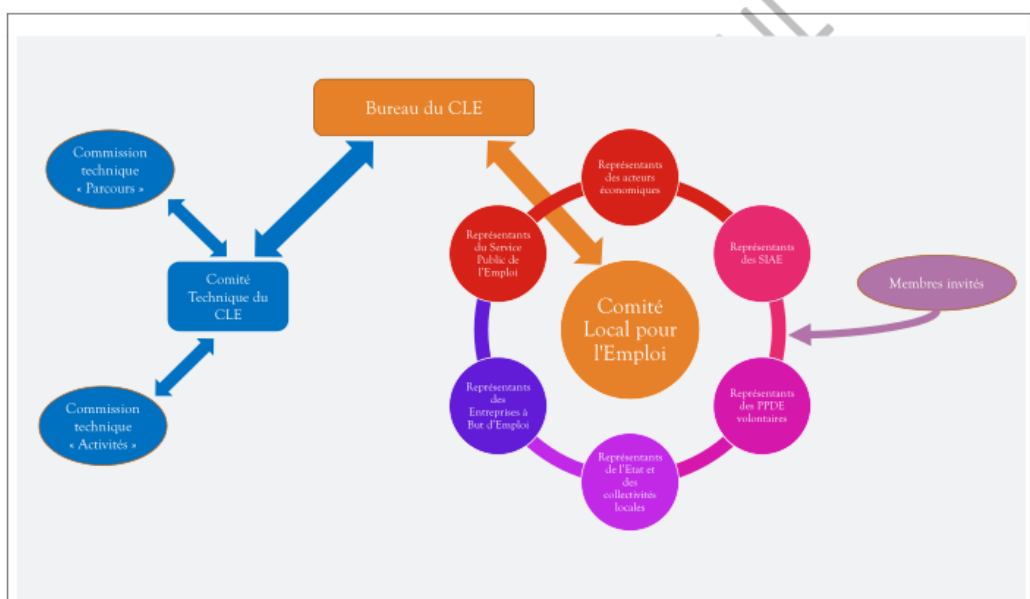 Bureau du CLE
Commission
technique
« Parcours »
Comité
Technique du
CLE
Commission
technique
« Activités »
Représentants
des acteurs
économiques
Représentants
du Service
Public de
l'Emploi
Représentants
des SIAE
Membres invités
Comité
Local pour
l'Emploi
Représentants
des
Entreprises à
But d'Emploi
Représentants
des PPDE
volontaires
Représentants
de l'Etat et
des
collectivités
locales